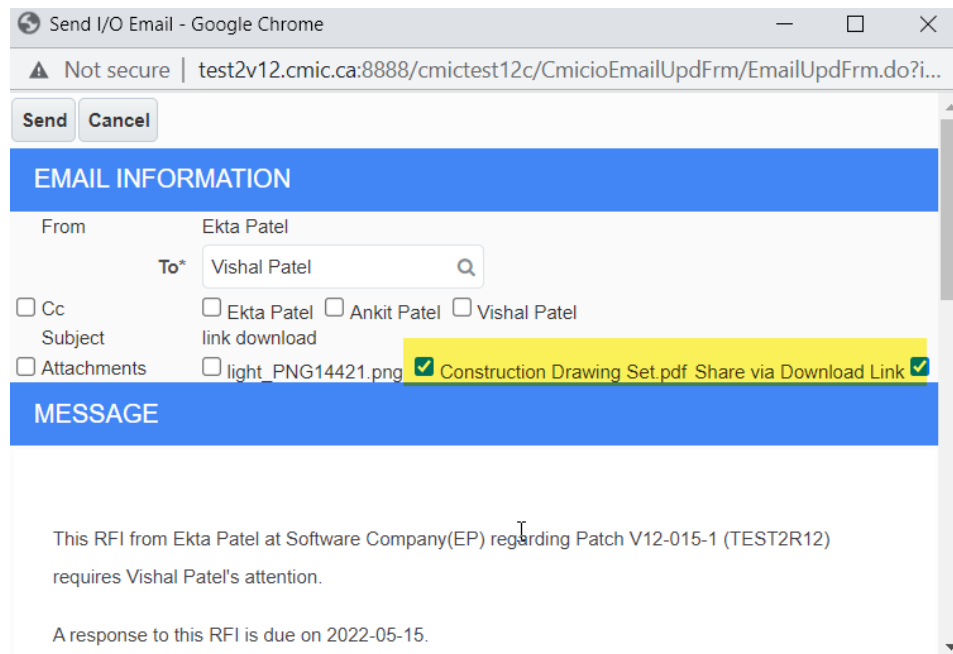 Send I/O Email - Google Chrome
Not secure | test2v12.cmic.ca:8888/cmictest12c/CmicioEmailUpdFrm/EmailUpdFrm.do?i...
Send Cancel
EMAIL INFORMATION
From Ekta Patel
To* Vishal Patel
Cc Ekta Patel Ankit Patel Vishal Patel
Subject link download
Attachments light_PNG14421.png Construction Drawing Set.pdf Share via Download Link
MESSAGE
This RFI from Ekta Patel at Software Company(EP) regarding Patch V12-015-1 (TEST2R12)
requires Vishal Patel's attention.
A response to this RFI is due on 2022-05-15.